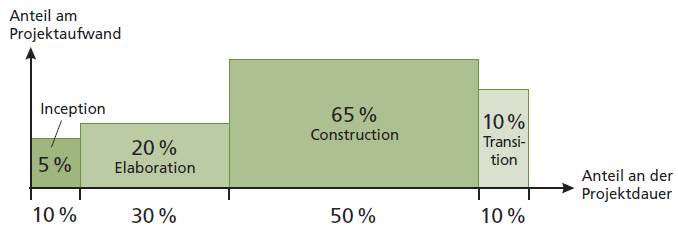 Anteil am
Projektaufwand
Inception
5 %
20 %
Elaboration
65 %
Construction
10 %
Transi-
tion
Anteil an der
Projektdauer
10 %
30 %
50 %
10 %